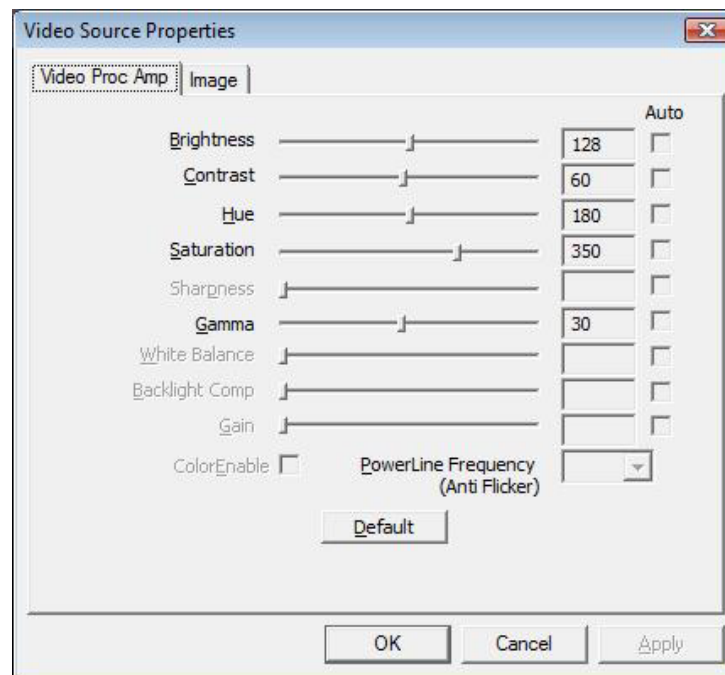 Video Source Properties
Video Proc Amp Image
Auto
Brightness 128
Contrast 60
Hue 180
Saturation 350
Sharpness
Gamma 30
White Balance
Backlight Comp
Gain
ColorEnable PowerLine Frequency
(Anti Flicker)
Default
OK Cancel Apply